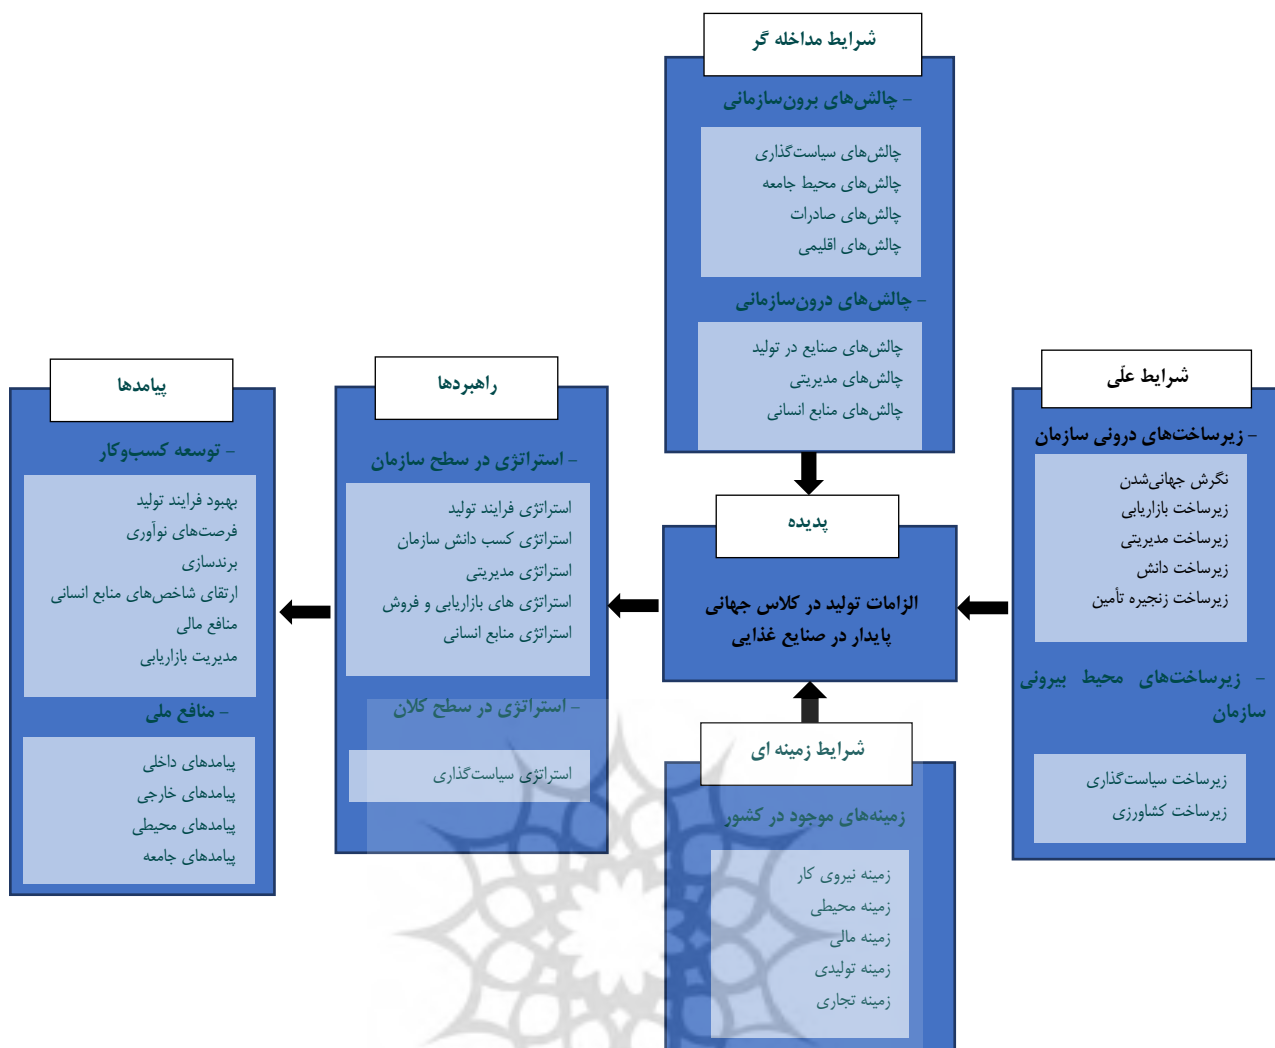 شرایط مداخله گر
- چالش‌های برون‌سازمانی
چالش‌های سیاست‌گذاری
چالش‌های محیط جامعه
چالش‌های صادرات
چالش‌های اقلیمی
- چالش‌های درون‌سازمانی
چالش‌های صنایع در تولید
چالش‌های مدیریتی
چالش‌های منابع انسانی
شرایط علّی
- زیرساخت‌های درونی سازمان
نگرش جهانی‌شدن
زیرساخت بازاریابی
زیرساخت مدیریتی
زیرساخت دانش
زیرساخت زنجیره تأمین
- زیرساخت‌های محیط بیرونی
سازمان
زیرساخت سیاست‌گذاری
زیرساخت کشاورزی
پدیده
الزامات تولید در کلاس جهانی
پایدار در صنایع غذایی
شرایط زمینه ای
زمینه‌های موجود در کشور
زمینه نیروی کار
زمینه محیطی
زمینه مالی
زمینه تولیدی
زمینه تجاری
راهبردها
- استراتژی در سطح سازمان
استراتژی فرایند تولید
استراتژی کسب دانش سازمان
استراتژی مدیریتی
استراتژی های بازاریابی و فروش
استراتژی منابع انسانی
- استراتژی در سطح کلان
استراتژی سیاست‌گذاری
پیامدها
- توسعه کسب‌وکار
بهبود فرایند تولید
فرصت‌های نوآوری
برندسازی
ارتقای شاخص‌های منابع انسانی
منافع مالی
مدیریت بازاریابی
- منافع ملی
پیامدهای داخلی
پیامدهای خارجی
پیامدهای محیطی
پیامدهای جامعه